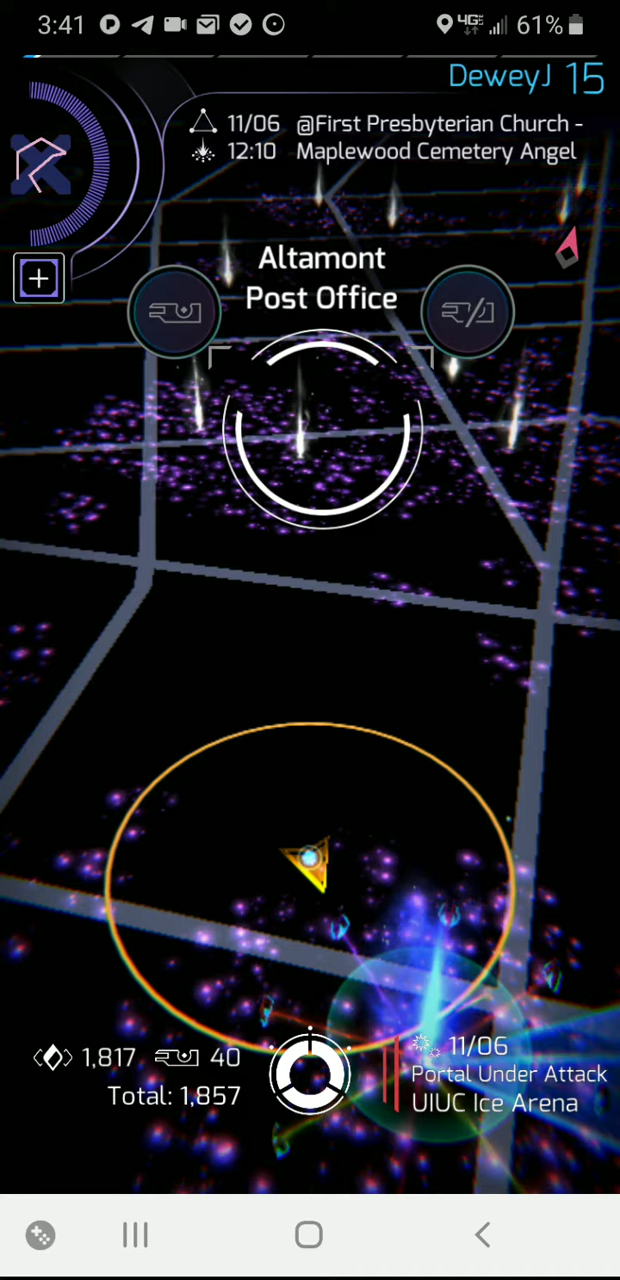 3:41 4G 61%
DeweyJ 15
11/06 @First Presbyterian Church -
12:10 Maplewood Cemetery Angel
Altamont
Post Office
1,817 40
Total: 1,857
11/06
Portal Under Attack
UIUC Ice Arena